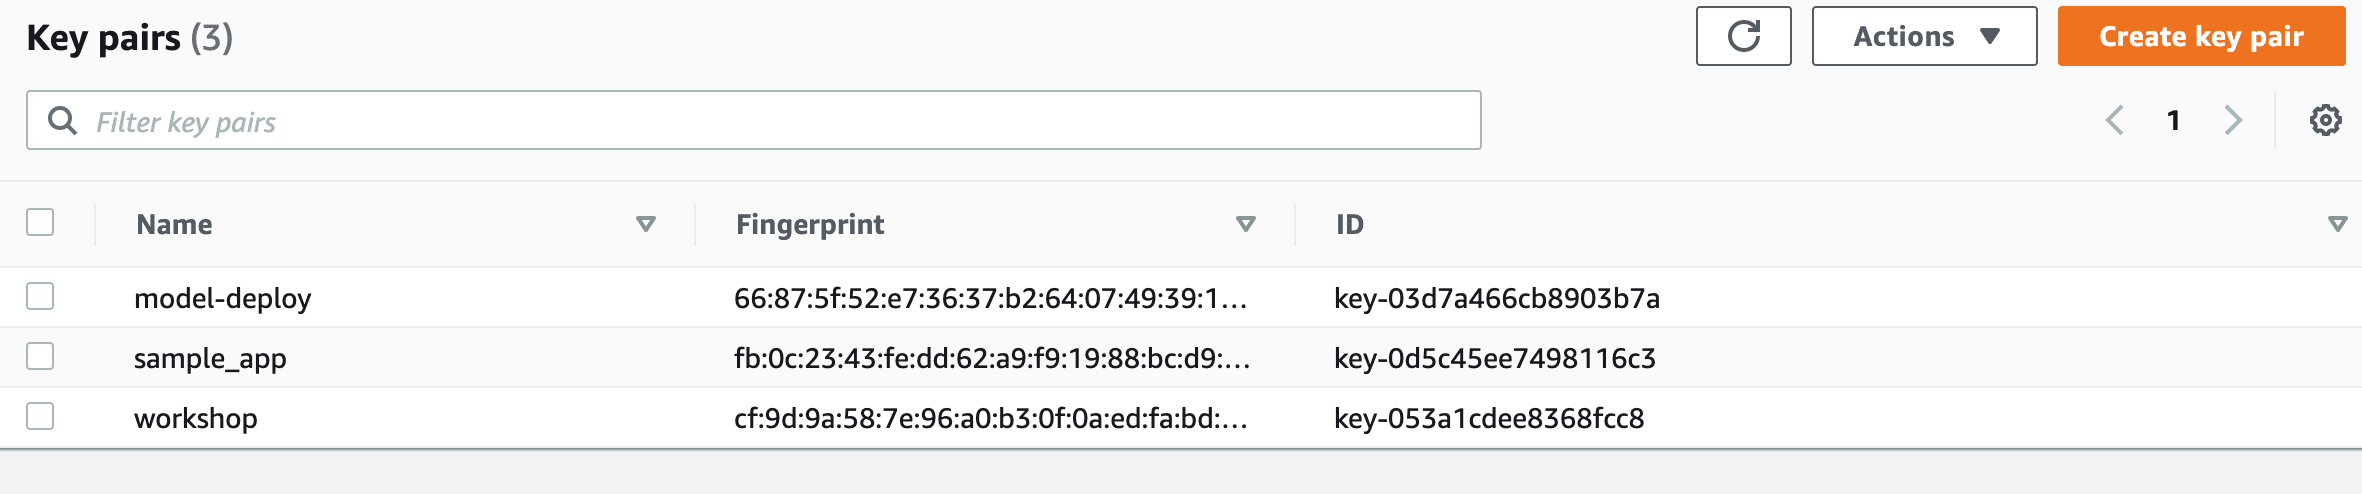 Key pairs (3)
Actions
Create key pair
Filter key pairs
1
Name Fingerprint ID
model-deploy 66:87:5f:52:e7:36:37:b2:64:07:49:39:1... key-03d7a466cb8903b7a
sample_app fb:0c:23:43:fe:dd:62:a9:f9:19:88:bc:d9:... key-0d5c45ee7498116c3
workshop cf:9d:9a:58:7e:96:a0:b3:0f:0a:ed:fa:bd:... key-053a1cdee8368fcc8